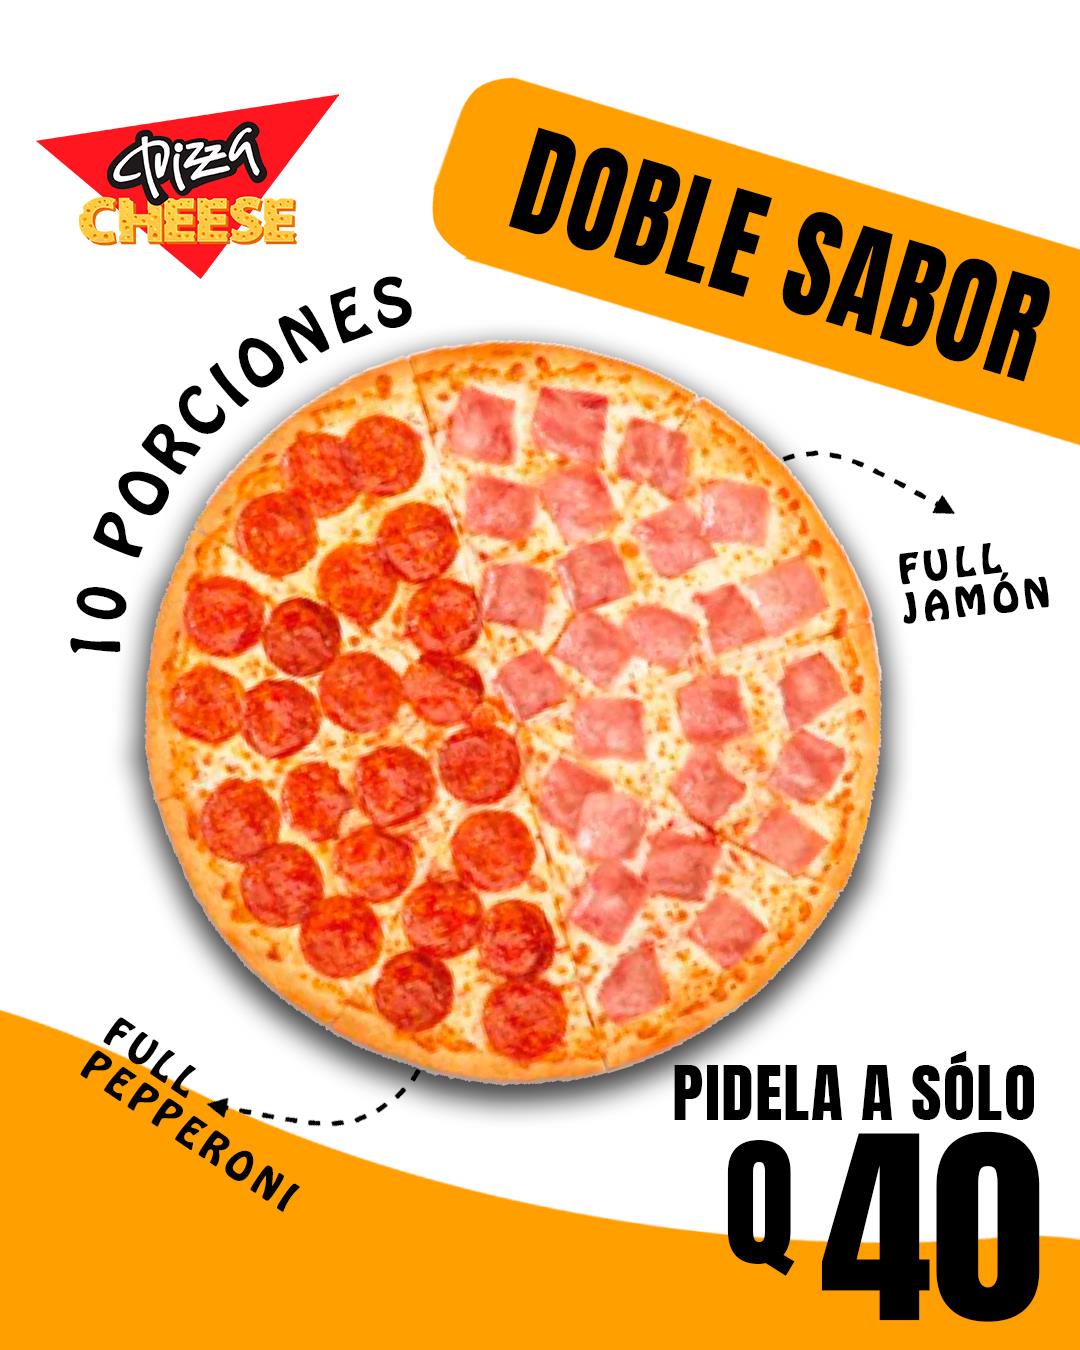 Pizza
CHEESE
DOBLE SABOR
10 PORCIONES
FULL
JAMÓN
FULL
PEPPERONI
PIDELA A SÓLO
Q 40